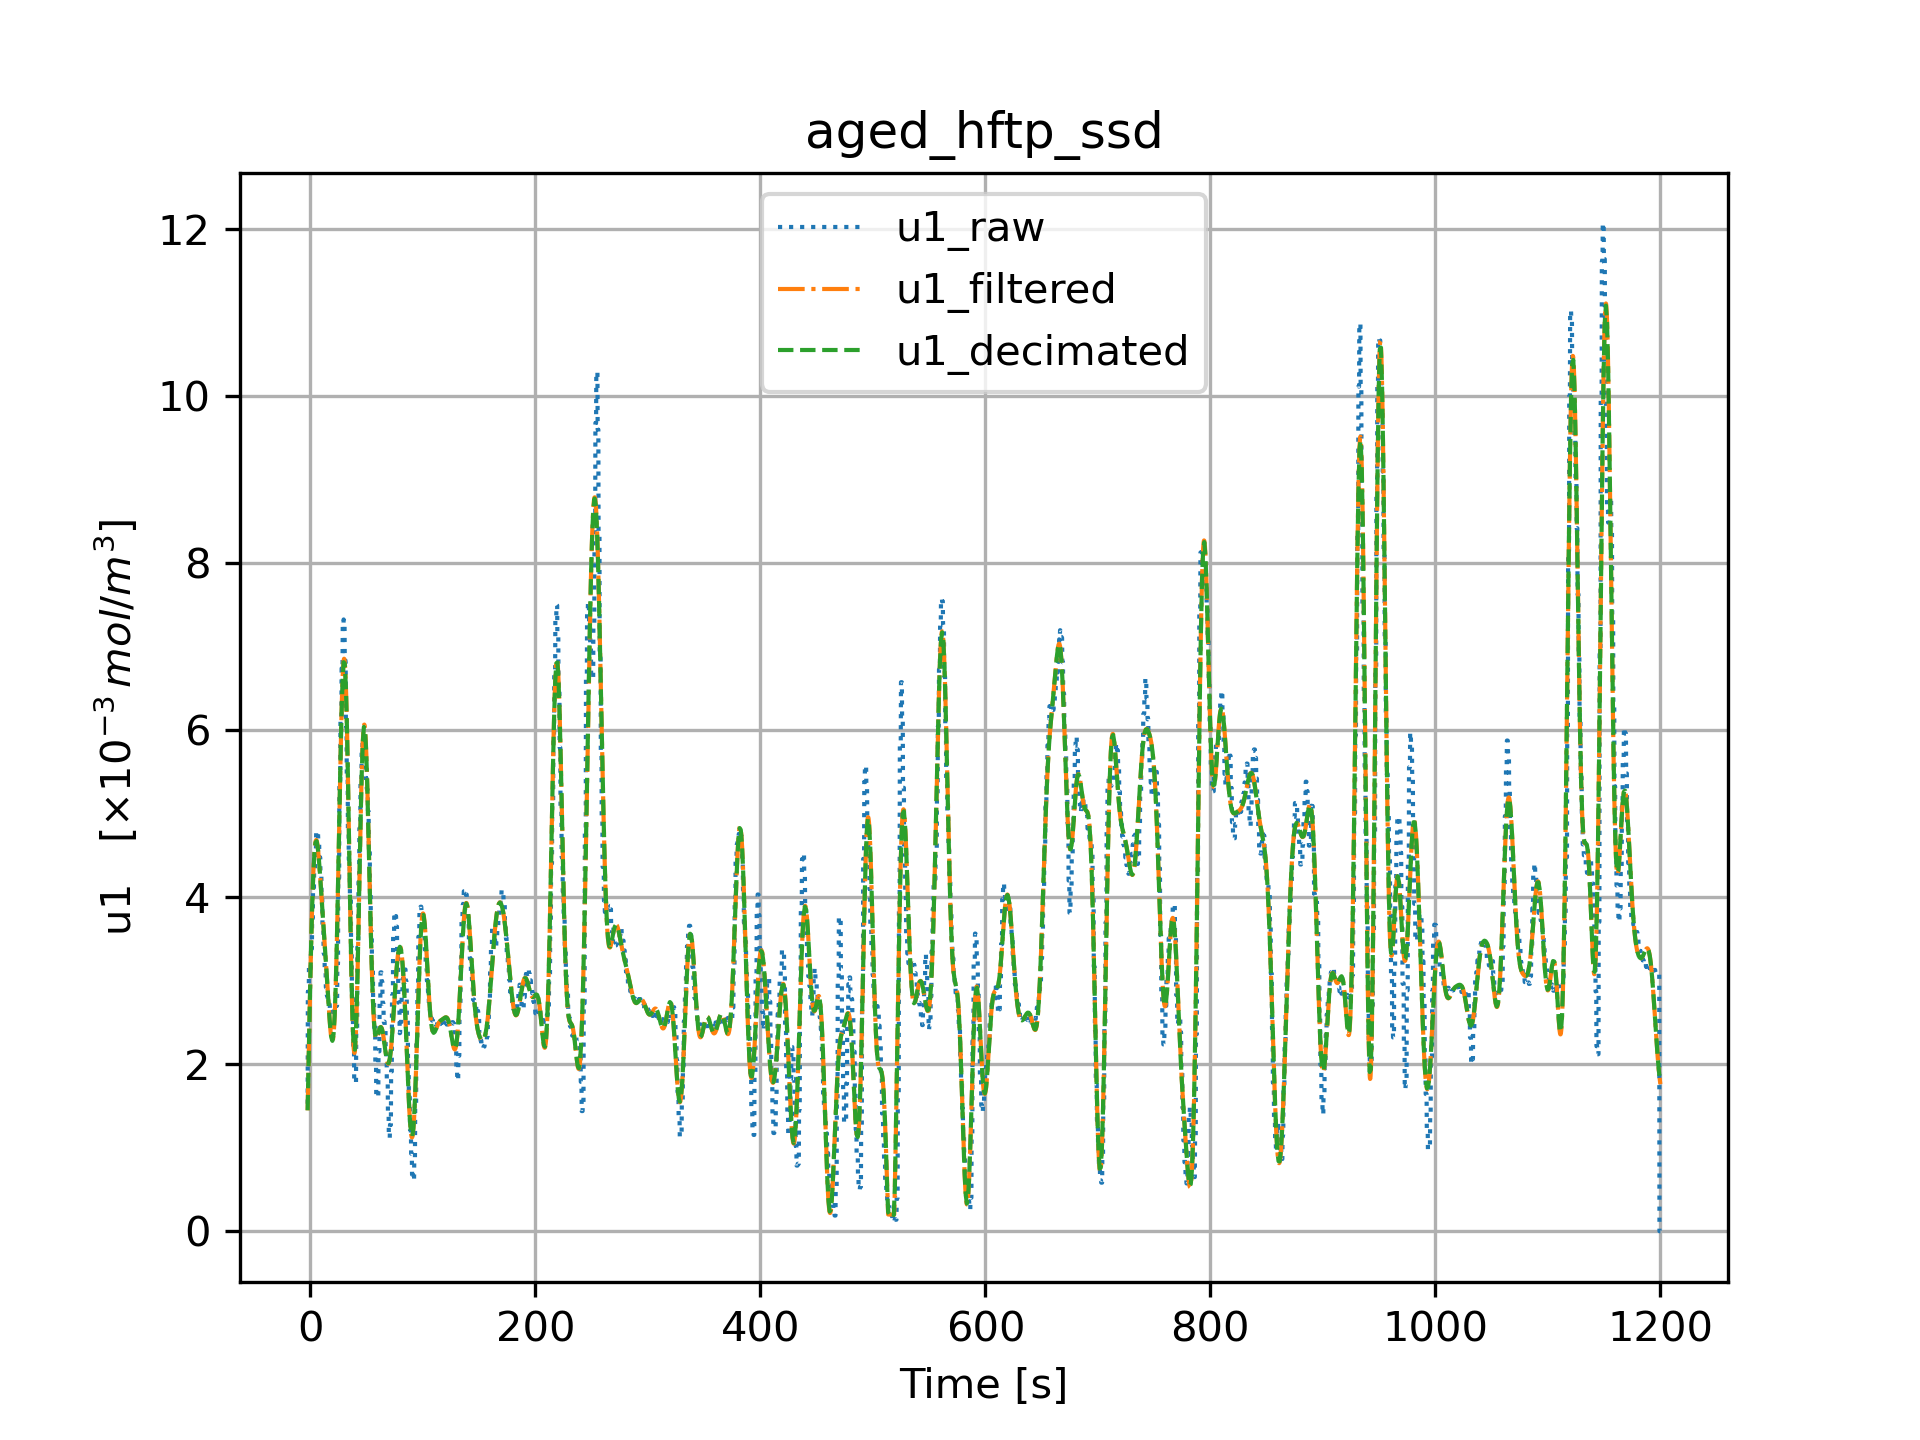 aged_hftp_ssd
u1_raw
u1_filtered
u1_decimated
12
10
8
6
4
2
0
u1 [×10⁻³ mol/m³]
0 200 400 600 800 1000 1200
Time [s]